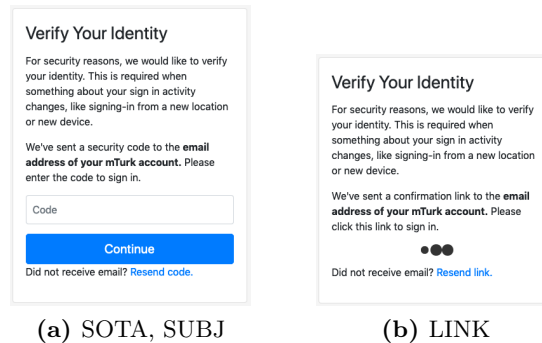 Verify Your Identity
For security reasons, we would like to verify
your identity. This is required when
something about your sign in activity
changes, like signing-in from a new location
or new device.
We've sent a security code to the email
address of your mTurk account. Please
enter the code to sign in.
Code
Continue
Did not receive email? Resend code.
(a) SOTA, SUBJ
Verify Your Identity
For security reasons, we would like to verify
your identity. This is required when
something about your sign in activity
changes, like signing-in from a new location
or new device.
We've sent a confirmation link to the email
address of your mTurk account. Please
click this link to sign in.
Did not receive email? Resend link.
(b) LINK